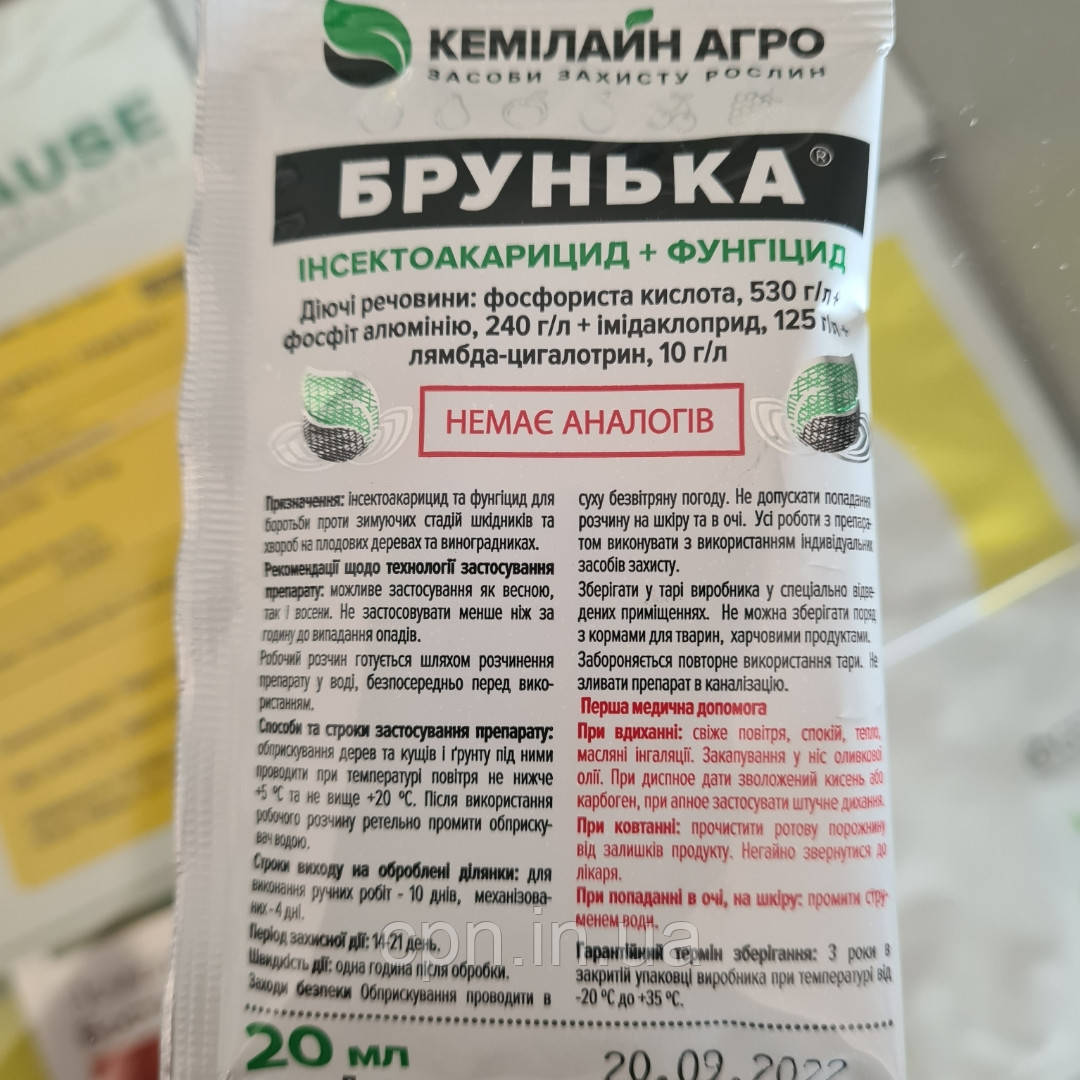 AUSE
КЕМІЛАЙН АГРО
ЗАСОБИ ЗАХИСТУ РОСЛИН
БРУНЬКА®
ІНСЕКТОАКАРИЦИД + ФУНГІЦИД
Діючі речовини: фосфориста кислота, 530 г/л+
фосфіт алюмінію, 240 г/л + імідаклоприд, 125 г/л+
лямбда-цигалотрин, 10 г/л
НЕМАЄ АНАЛОГІВ
Призначення: інсектоакарицид та фунгіцид для
боротьби проти зимуючих стадій шкідників та
хвороб на плодових деревах та виноградниках.
Рекомендації щодо технології застосування
препарату: можливе застосування як весною,
так і восени. Не застосовувати менше ніж за
годину до випадання опадів.
Робочий розчин готується шляхом розчинення
препарату у воді, безпосередньо перед вико-
ристанням.
Способи та строки застосування препарату:
обприскування дерев та кущів і ґрунту під ними
проводити при температурі повітря не нижче
+5 °С та не вище +20 °С. Після використання
робочого розчину ретельно промити обприску-
вач водою.
Строки виходу на оброблені ділянки: для
виконання ручних робіт - 10 днів, механізова-
них - 4 дні.
Період захисної дії: 14-21 день.
Швидкість дії: одна година після обробки.
Заходи безпеки Обприскування проводити в
суху безвітряну погоду. Не допускати попадання
розчину на шкіру та в очі. Усі роботи з препара-
том виконувати з використанням індивідуальних
засобів захисту.
Зберігати у тарі виробника у спеціально відве-
дених приміщеннях. Не можна зберігати поряд
з кормами для тварин, харчовими продуктами.
Забороняється повторне використання тари. Не
зливати препарат в каналізацію.
Перша медична допомога
При вдиханні: свіже повітря, спокій, тепло,
масляні інгаляції. Закапування у ніс оливкової
олії. При диспное дати зволожений кисень або
карбоген, при апное застосувати штучне дихання.
При ковтанні: прочистити ротову порожнину
від залишків продукту. Негайно звернутися до
лікаря.
При попаданні в очі, на шкіру: промити стру-
менем води.
Гарантійний термін зберігання: 3 роки в
закритій упаковці виробника при температурі від
-20 °С до +35 °С.
cpn.in.ua
20 мл
20.09.2022